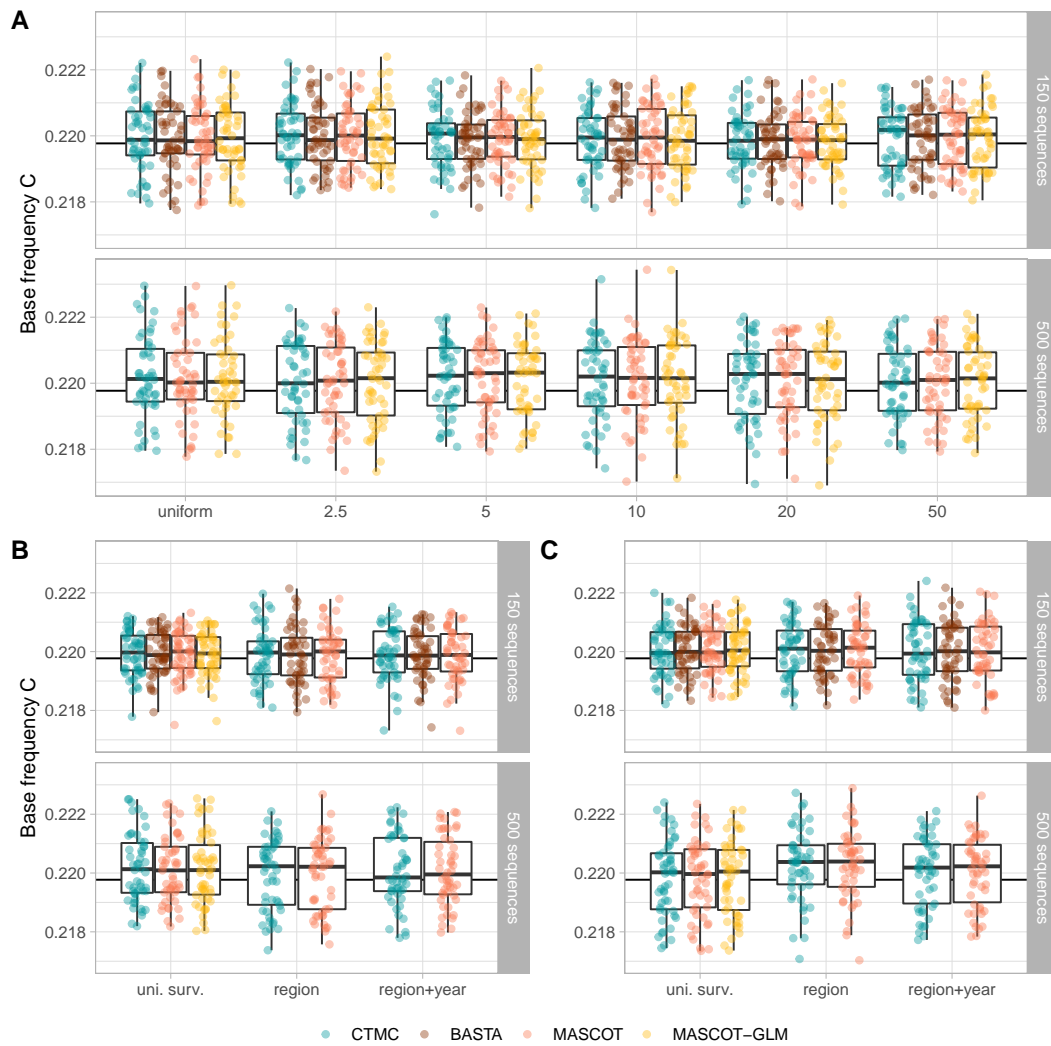 A
Base frequency C
0.222
0.220
0.218
150 sequences
0.222
0.220
0.218
500 sequences
uniform 2.5 5 10 20 50
B
Base frequency C
0.222
0.220
0.218
150 sequences
0.222
0.220
0.218
500 sequences
uni. surv. region region+year
C
0.222
0.220
0.218
150 sequences
0.222
0.220
0.218
500 sequences
uni. surv. region region+year
CTMC BASTA MASCOT MASCOT−GLM